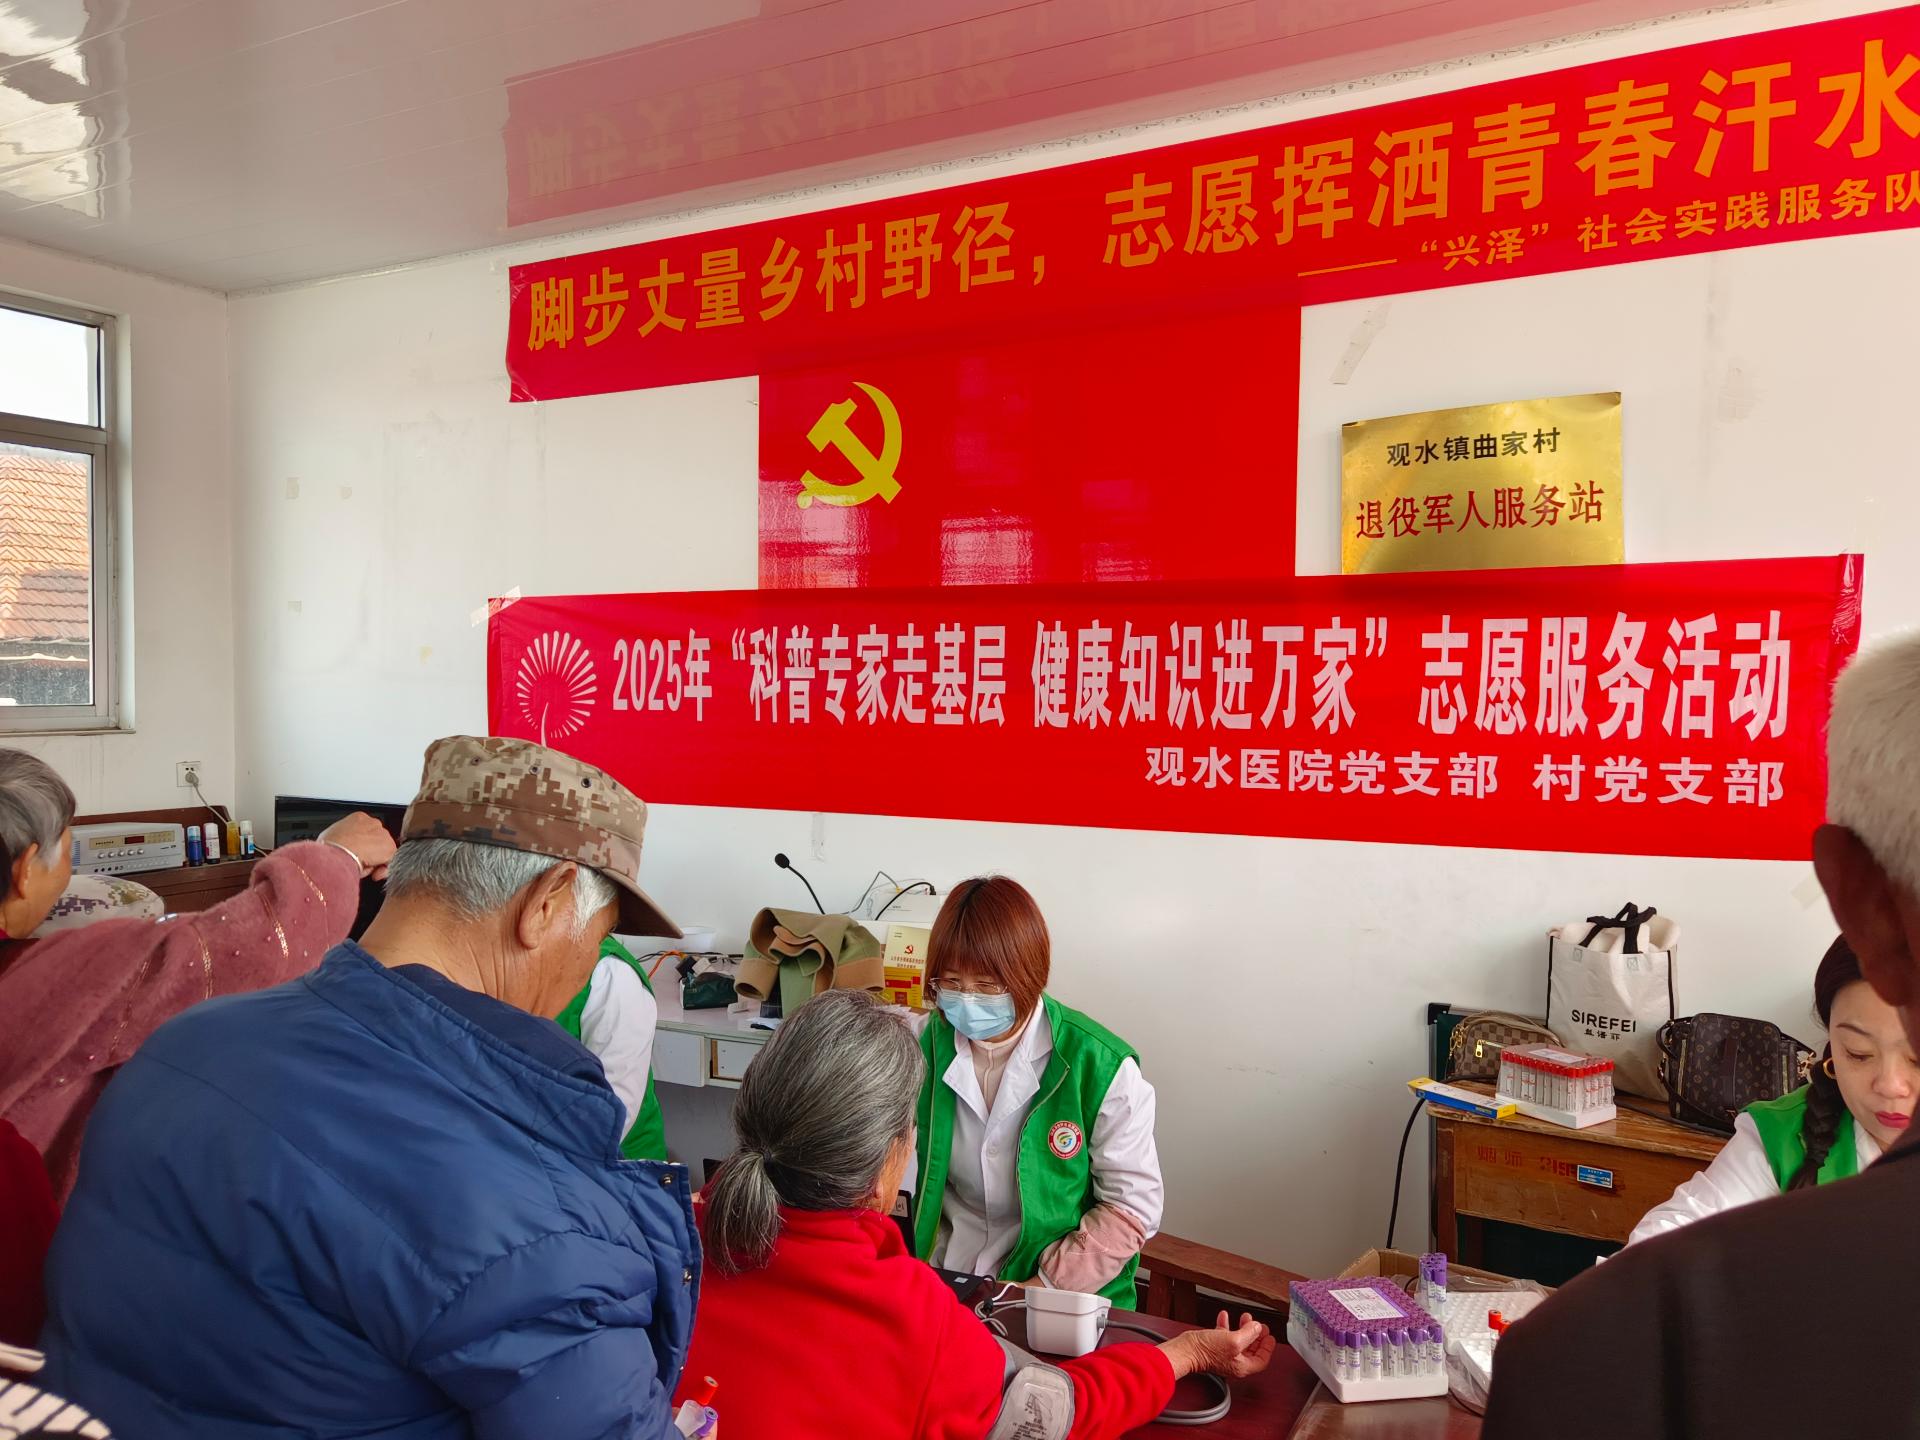 脚步丈量乡村野径，志愿挥洒青春汗水
——“兴泽”社会实践服务队
观水镇曲家村
退役军人服务站
2025年“科普专家走基层 健康知识进万家”志愿服务活动
观水医院党支部 村党支部
SIREFEI
丝语菲